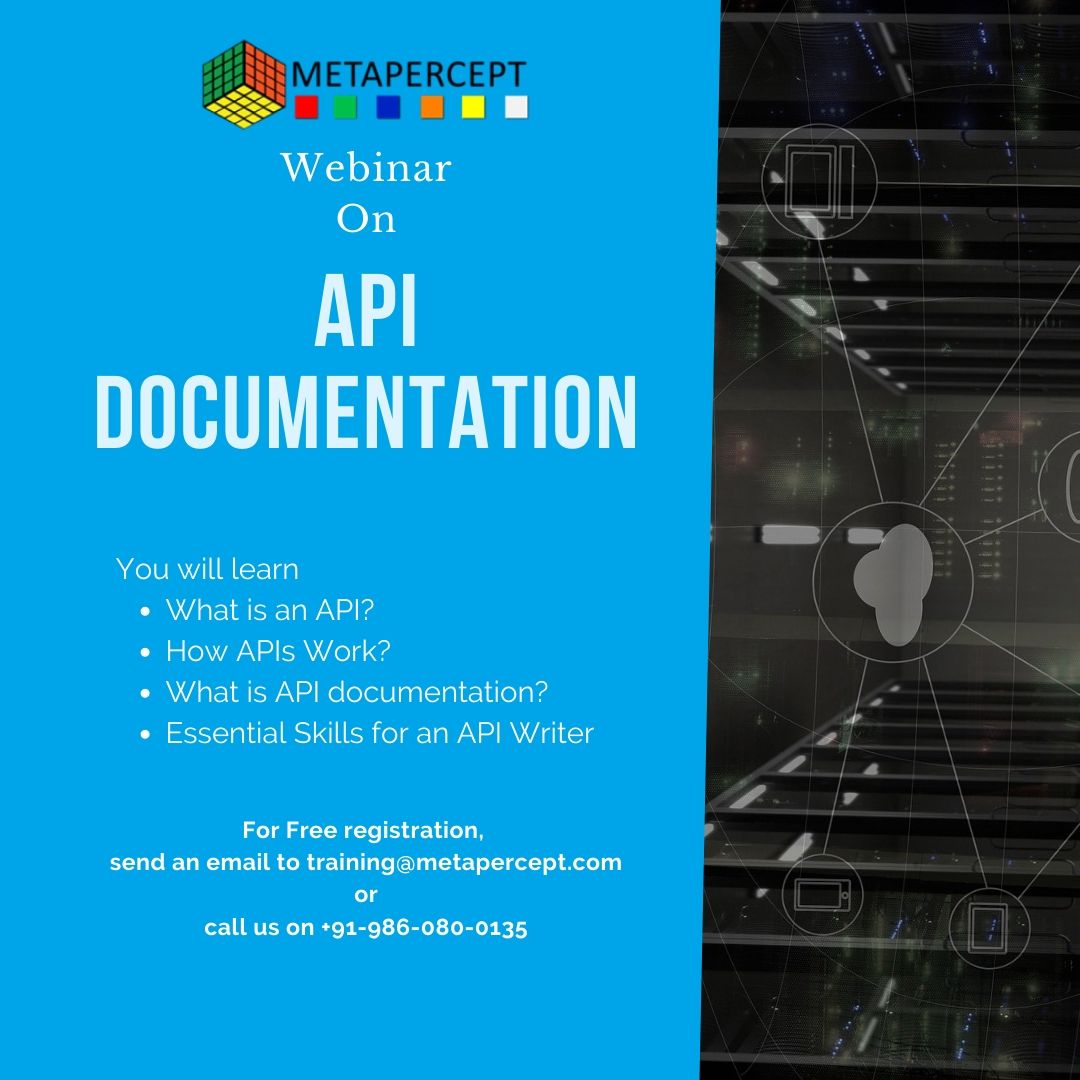 METAPERCEPT
Webinar
On
API
DOCUMENTATION
You will learn
• What is an API?
• How APIs Work?
• What is API documentation?
• Essential Skills for an API Writer
For Free registration,
send an email to training@metapercept.com
or
call us on +91-986-080-0135